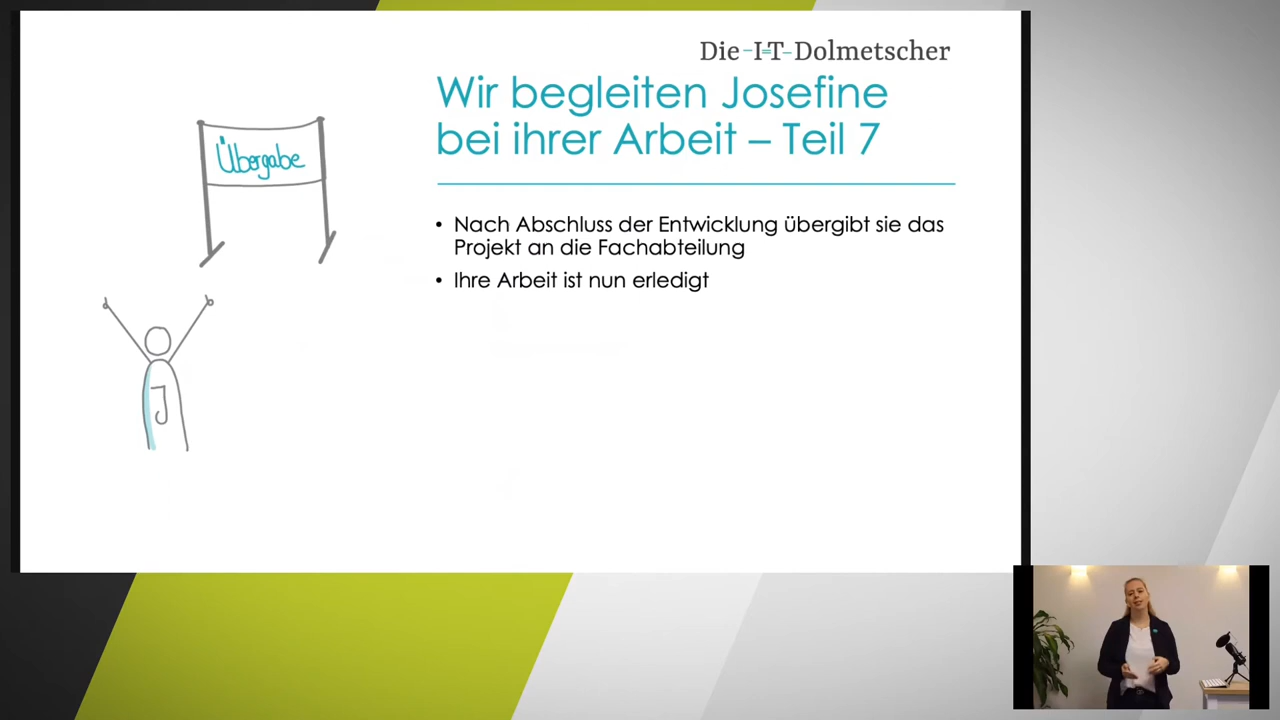 Die-I-T-Dolmetscher
Wir begleiten Josefine
bei ihrer Arbeit – Teil 7
Übergabe
• Nach Abschluss der Entwicklung übergibt sie das
Projekt an die Fachabteilung
• Ihre Arbeit ist nun erledigt
J